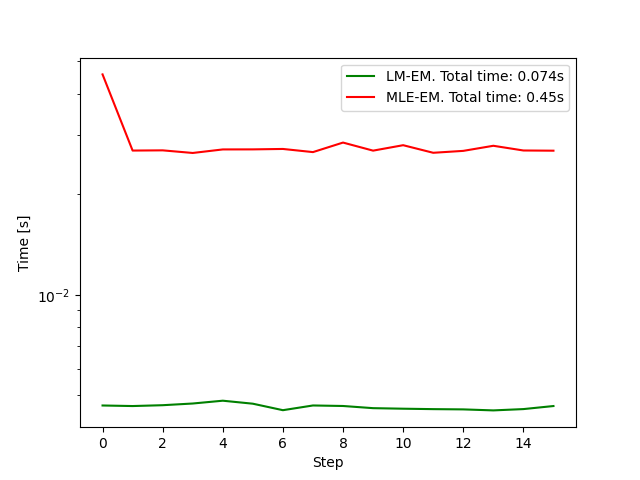 LM-EM. Total time: 0.074s
MLE-EM. Total time: 0.45s
Time [s]
10⁻²
0 2 4 6 8 10 12 14
Step